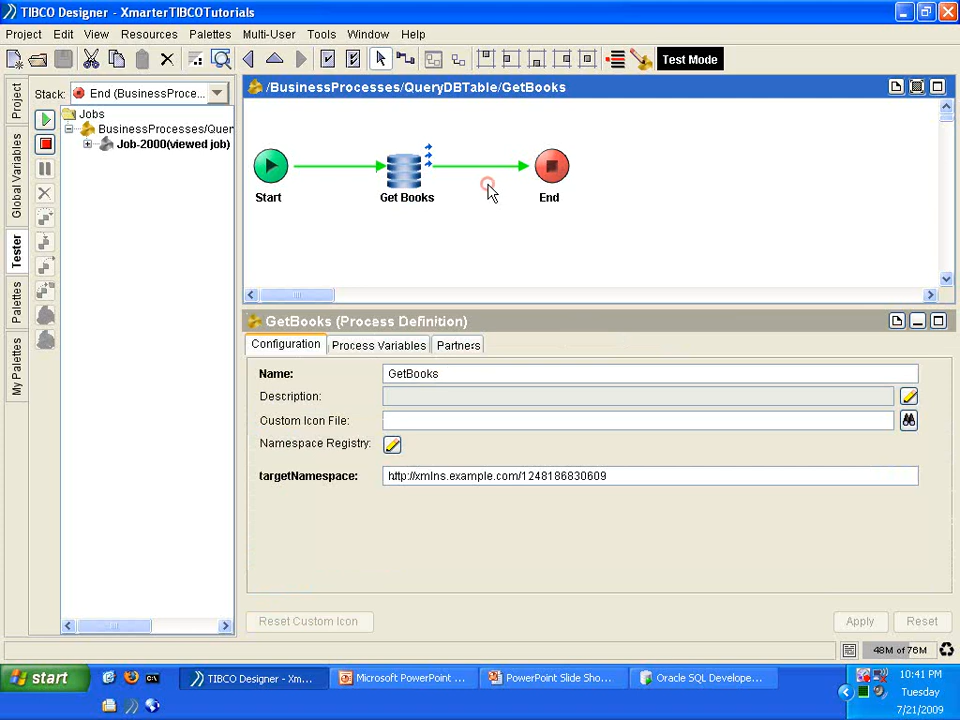 TIBCO Designer - XmarterTIBCOTutorials
Project Edit View Resources Palettes Multi-User Tools Window Help
Test Mode
Project
Global Variables
Tester
Palettes
My Palettes
Stack: End (BusinessProce...
Jobs
BusinessProcesses/Quer
Job-2000(viewed job)
/BusinessProcesses/QueryDBTable/GetBooks
Start
Get Books
End
GetBooks (Process Definition)
Configuration Process Variables Partners
Name: GetBooks
Description:
Custom Icon File:
Namespace Registry:
targetNamespace: http://xmlns.example.com/1248186830609
Reset Custom Icon Apply Reset
48M of 76M
start TIBCO Designer - Xm... Microsoft PowerPoint ... PowerPoint Slide Sho... Oracle SQL Develope...
10:41 PM
Tuesday
7/21/2009